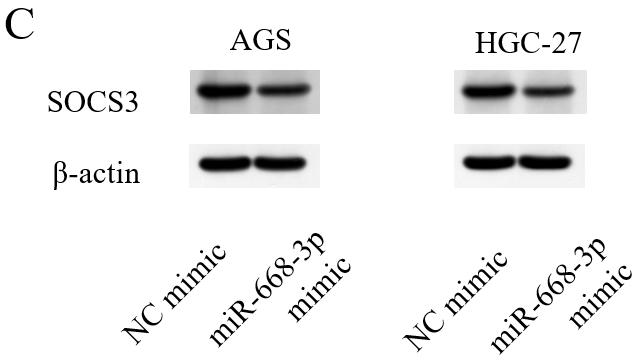 C
AGS
HGC-27
SOCS3
β-actin
NC mimic
miR-668-3p
mimic
NC mimic
miR-668-3p
mimic